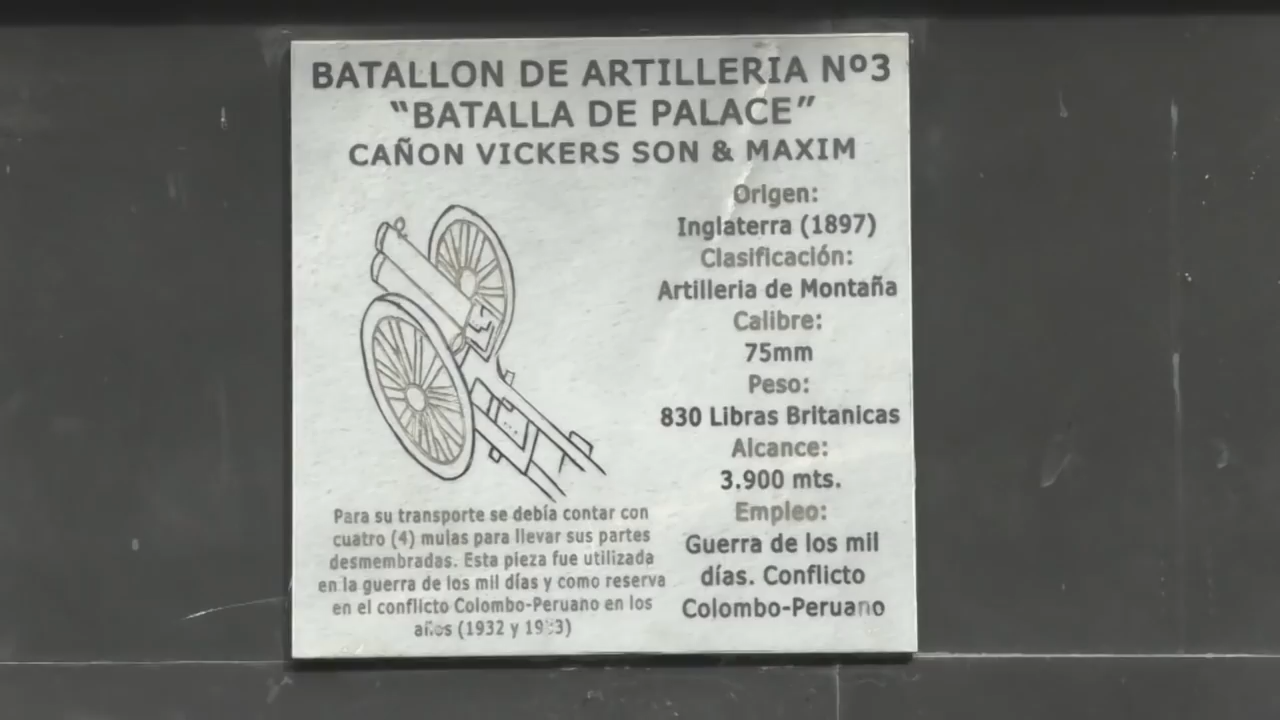 BATALLON DE ARTILLERIA Nº3
“BATALLA DE PALACE”
CAÑON VICKERS SON & MAXIM
Origen:
Inglaterra (1897)
Clasificación:
Artilleria de Montaña
Calibre:
75mm
Peso:
830 Libras Britanicas
Alcance:
3.900 mts.
Empleo:
Guerra de los mil
días. Conflicto
Colombo-Peruano
Para su transporte se debía contar con
cuatro (4) mulas para llevar sus partes
desmembradas. Esta pieza fue utilizada
en la guerra de los mil días y como reserva
en el conflicto Colombo-Peruano en los
años (1932 y 1933)